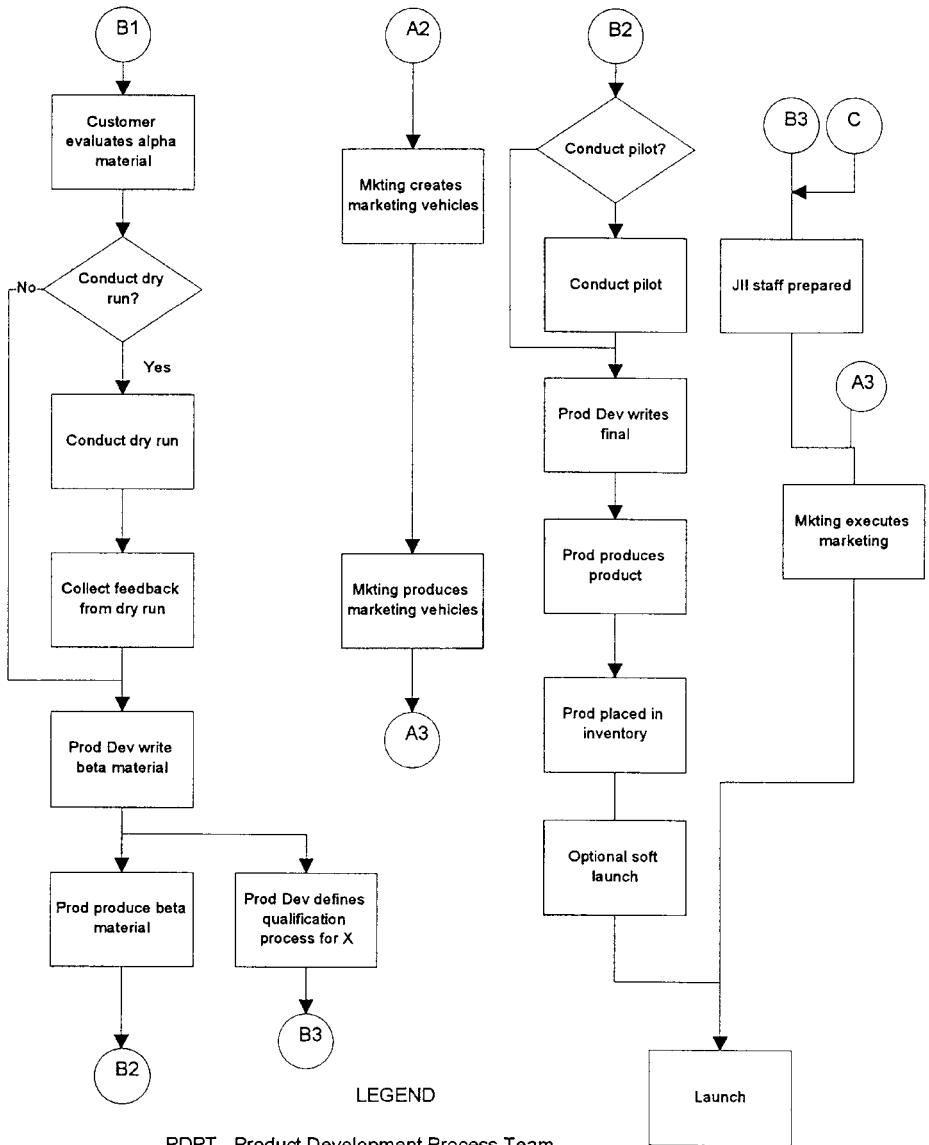 B1
Customer
evaluates alpha
material
Conduct dry
run?
No
Yes
Conduct dry run
Collect feedback
from dry run
Prod Dev write
beta material
Prod produce beta
material
Prod Dev defines
qualification
process for X
B2
B3
A2
Mkting creates
marketing vehicles
Mkting produces
marketing vehicles
A3
B2
Conduct pilot?
Conduct pilot
Prod Dev writes
final
Prod produces
product
Prod placed in
inventory
Optional soft
launch
B3
C
staff prepared
A3
Mkting executes
marketing
Launch
LEGEND
PDPT - Product Development Process Team